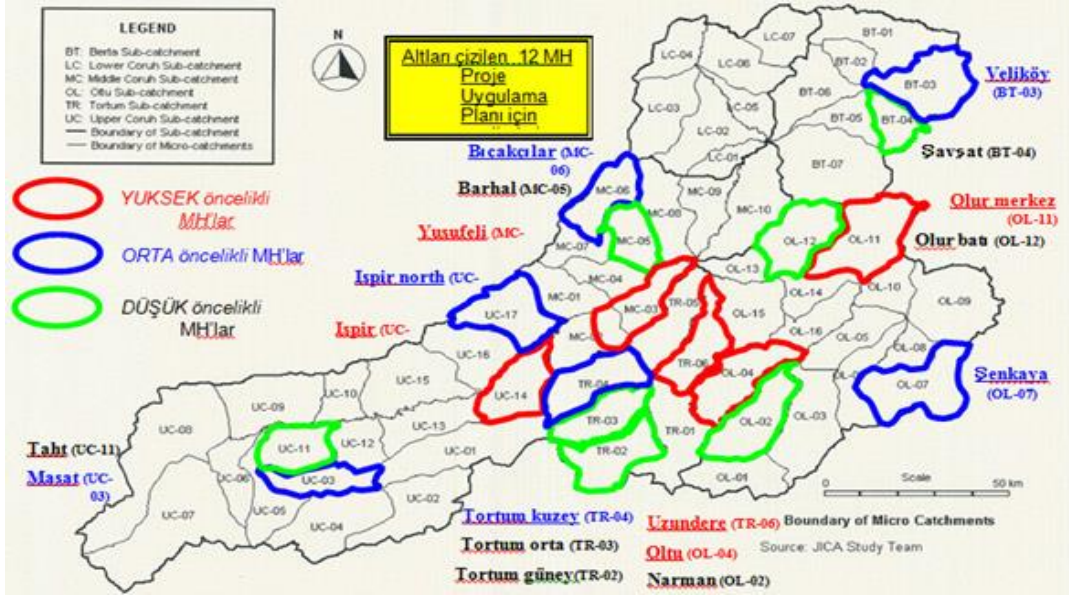 LEGEND
BT: Berta Sub-catchment
LC: Lower Coruh Sub-catchment
MC: Middle Coruh Sub-catchment
OL: Oltu Sub-catchment
TR: Tortum Sub-catchment
UC: Upper Coruh Sub-catchment
Boundary of Sub-catchment
Boundary of Micro-catchments
N
Altları çizilen 12 MH
Proje
Uygulama
Planı için
YUKSEK öncelikli
MH'lar
ORTA öncelikli MH'lar
DÜŞÜK öncelikli
MH'lar
Bıçakcılar (MC-
06)
Barhal (MC-05)
Yusufeli (MC-
Ispir north (UC-
Ispir (UC-
Taht (UC-11)
Masat (UC-
03)
Veliköy
(BT-03)
Şavşat (BT-04)
Olur merkez
(OL-11)
Olur batı (OL-12)
Şenkaya
(OL-07)
Tortum kuzey (TR-04)
Tortum orta (TR-03)
Tortum güney(TR-02)
Uzundere (TR-06)
Oltu (OL-04)
Narman (OL-02)
Scale
0 50 km
Boundary of Micro Catchments
Source: JICA Study Team
LC-07
LC-04
LC-06
LC-03
LC-05
LC-02
LC-01
BT-01
BT-02
BT-03
BT-06
BT-05
BT-04
BT-07
MC-06
MC-09
MC-08
MC-10
MC-05
MC-07
MC-04
MC-01
MC-03
OL-12
OL-11
OL-13
OL-10
OL-14
OL-09
OL-15
OL-16
OL-05
OL-08
OL-07
OL-04
OL-03
OL-02
OL-01
TR-05
TR-06
TR-04
TR-03
TR-02
TR-01
UC-17
UC-16
UC-15
UC-14
UC-10
UC-09
UC-13
UC-12
UC-11
UC-08
UC-01
UC-03
UC-06
UC-02
UC-05
UC-04
UC-07